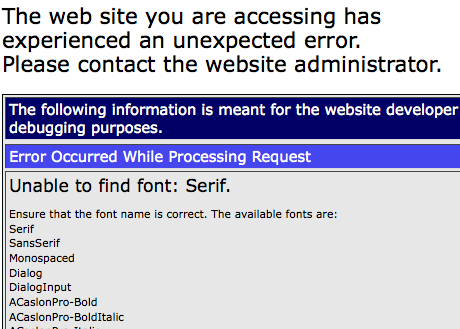 The web site you are accessing has
experienced an unexpected error.
Please contact the website administrator.
The following information is meant for the website developer
debugging purposes.
Error Occurred While Processing Request
Unable to find font: Serif.
Ensure that the font name is correct. The available fonts are:
Serif
SansSerif
Monospaced
Dialog
DialogInput
ACaslonPro-Bold
ACaslonPro-BoldItalic